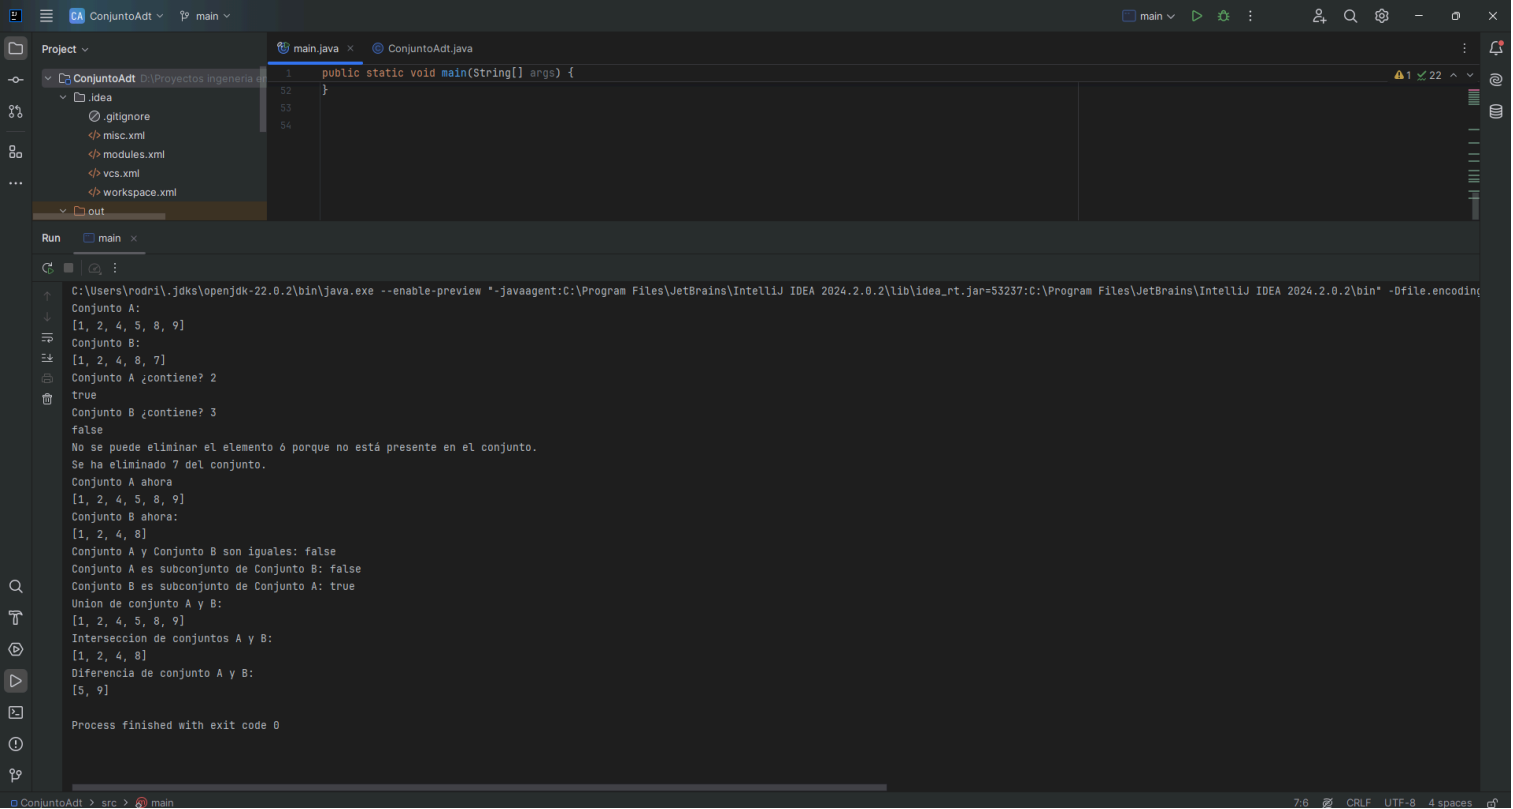 CA ConjuntoAdt main main
Project main.java ConjuntoAdt.java
ConjuntoAdt D:\Proyectos ingenería en
.idea
.gitignore
misc.xml
modules.xml
vcs.xml
workspace.xml
out
1 public static void main(String[] args) { 1 22
52 }
53
54
Run main
C:\Users\rodri\.jdks\openjdk-22.0.2\bin\java.exe --enable-preview "-javaagent:C:\Program Files\JetBrains\IntelliJ IDEA 2024.2.0.2\lib\idea_rt.jar=53237:C:\Program Files\JetBrains\IntelliJ IDEA 2024.2.0.2\bin" -Dfile.encoding
Conjunto A:
[1, 2, 4, 5, 8, 9]
Conjunto B:
[1, 2, 4, 8, 7]
Conjunto A ¿contiene? 2
true
Conjunto B ¿contiene? 3
false
No se puede eliminar el elemento 6 porque no está presente en el conjunto.
Se ha eliminado 7 del conjunto.
Conjunto A ahora
[1, 2, 4, 5, 8, 9]
Conjunto B ahora:
[1, 2, 4, 8]
Conjunto A y Conjunto B son iguales: false
Conjunto A es subconjunto de Conjunto B: false
Conjunto B es subconjunto de Conjunto A: true
Union de conjunto A y B:
[1, 2, 4, 5, 8, 9]
Interseccion de conjuntos A y B:
[1, 2, 4, 8]
Diferencia de conjunto A y B:
[5, 9]
Process finished with exit code 0
ConjuntoAdt > src > main 7:6 CRLF UTF-8 4 spaces